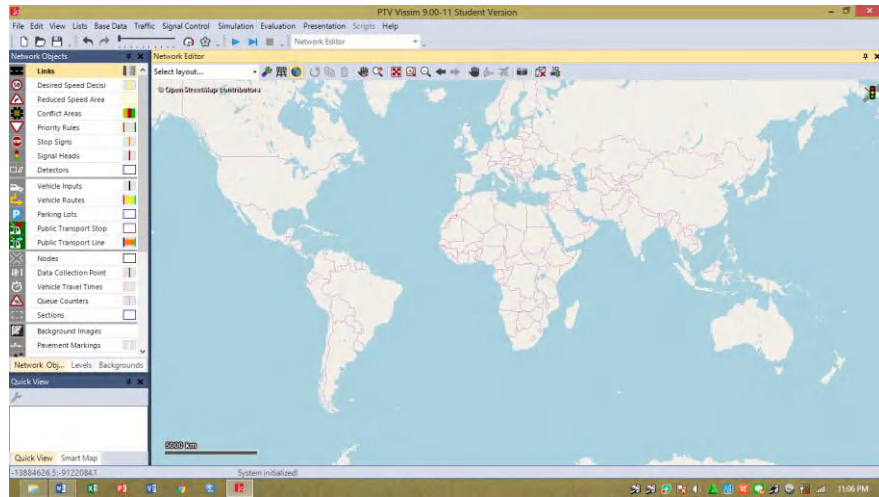 PTV Vissim 9.00-11 Student Version
File Edit View Lists Base Data Traffic Signal Control Simulation Evaluation Presentation Scripts Help
Network Editor
Network Objects
Network Editor
Links
Select layout...
Desired Speed Decisi
© OpenStreetMap contributors
Reduced Speed Area
Conflict Areas
Priority Rules
Stop Signs
Signal Heads
Detectors
Vehicle Inputs
Vehicle Routes
Parking Lots
Public Transport Stop
Public Transport Line
Nodes
Data Collection Point
Vehicle Travel Times
Queue Counters
Sections
Background Images
Pavement Markings
Network Obj... Levels Backgrounds
Quick View
5000 km
Quick View Smart Map
-13884626.5:-9122084.1 System initialized!
11:06 PM